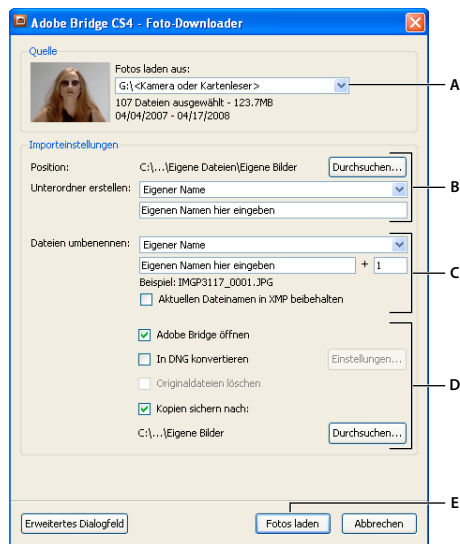 Adobe Bridge CS4 - Foto-Downloader
Quelle
Fotos laden aus:
G:\<Kamera oder Kartenleser>
A
107 Dateien ausgewählt - 123.7MB
04/04/2007 - 04/17/2008
Importeinstellungen
Position:
C:\...\Eigene Dateien\Eigene Bilder
Durchsuchen...
Unterordner erstellen:
Eigener Name
B
Eigenen Namen hier eingeben
Dateien umbenennen:
Eigener Name
Eigenen Namen hier eingeben
+ 1
C
Beispiel: IMGP3117_0001.JPG
Aktuellen Dateinamen in XMP beibehalten
Adobe Bridge öffnen
In DNG konvertieren
Einstellungen...
Originaldateien löschen
D
Kopien sichern nach:
C:\...\Eigene Bilder
Durchsuchen...
E
Erweitertes Dialogfeld
Fotos laden
Abbrechen